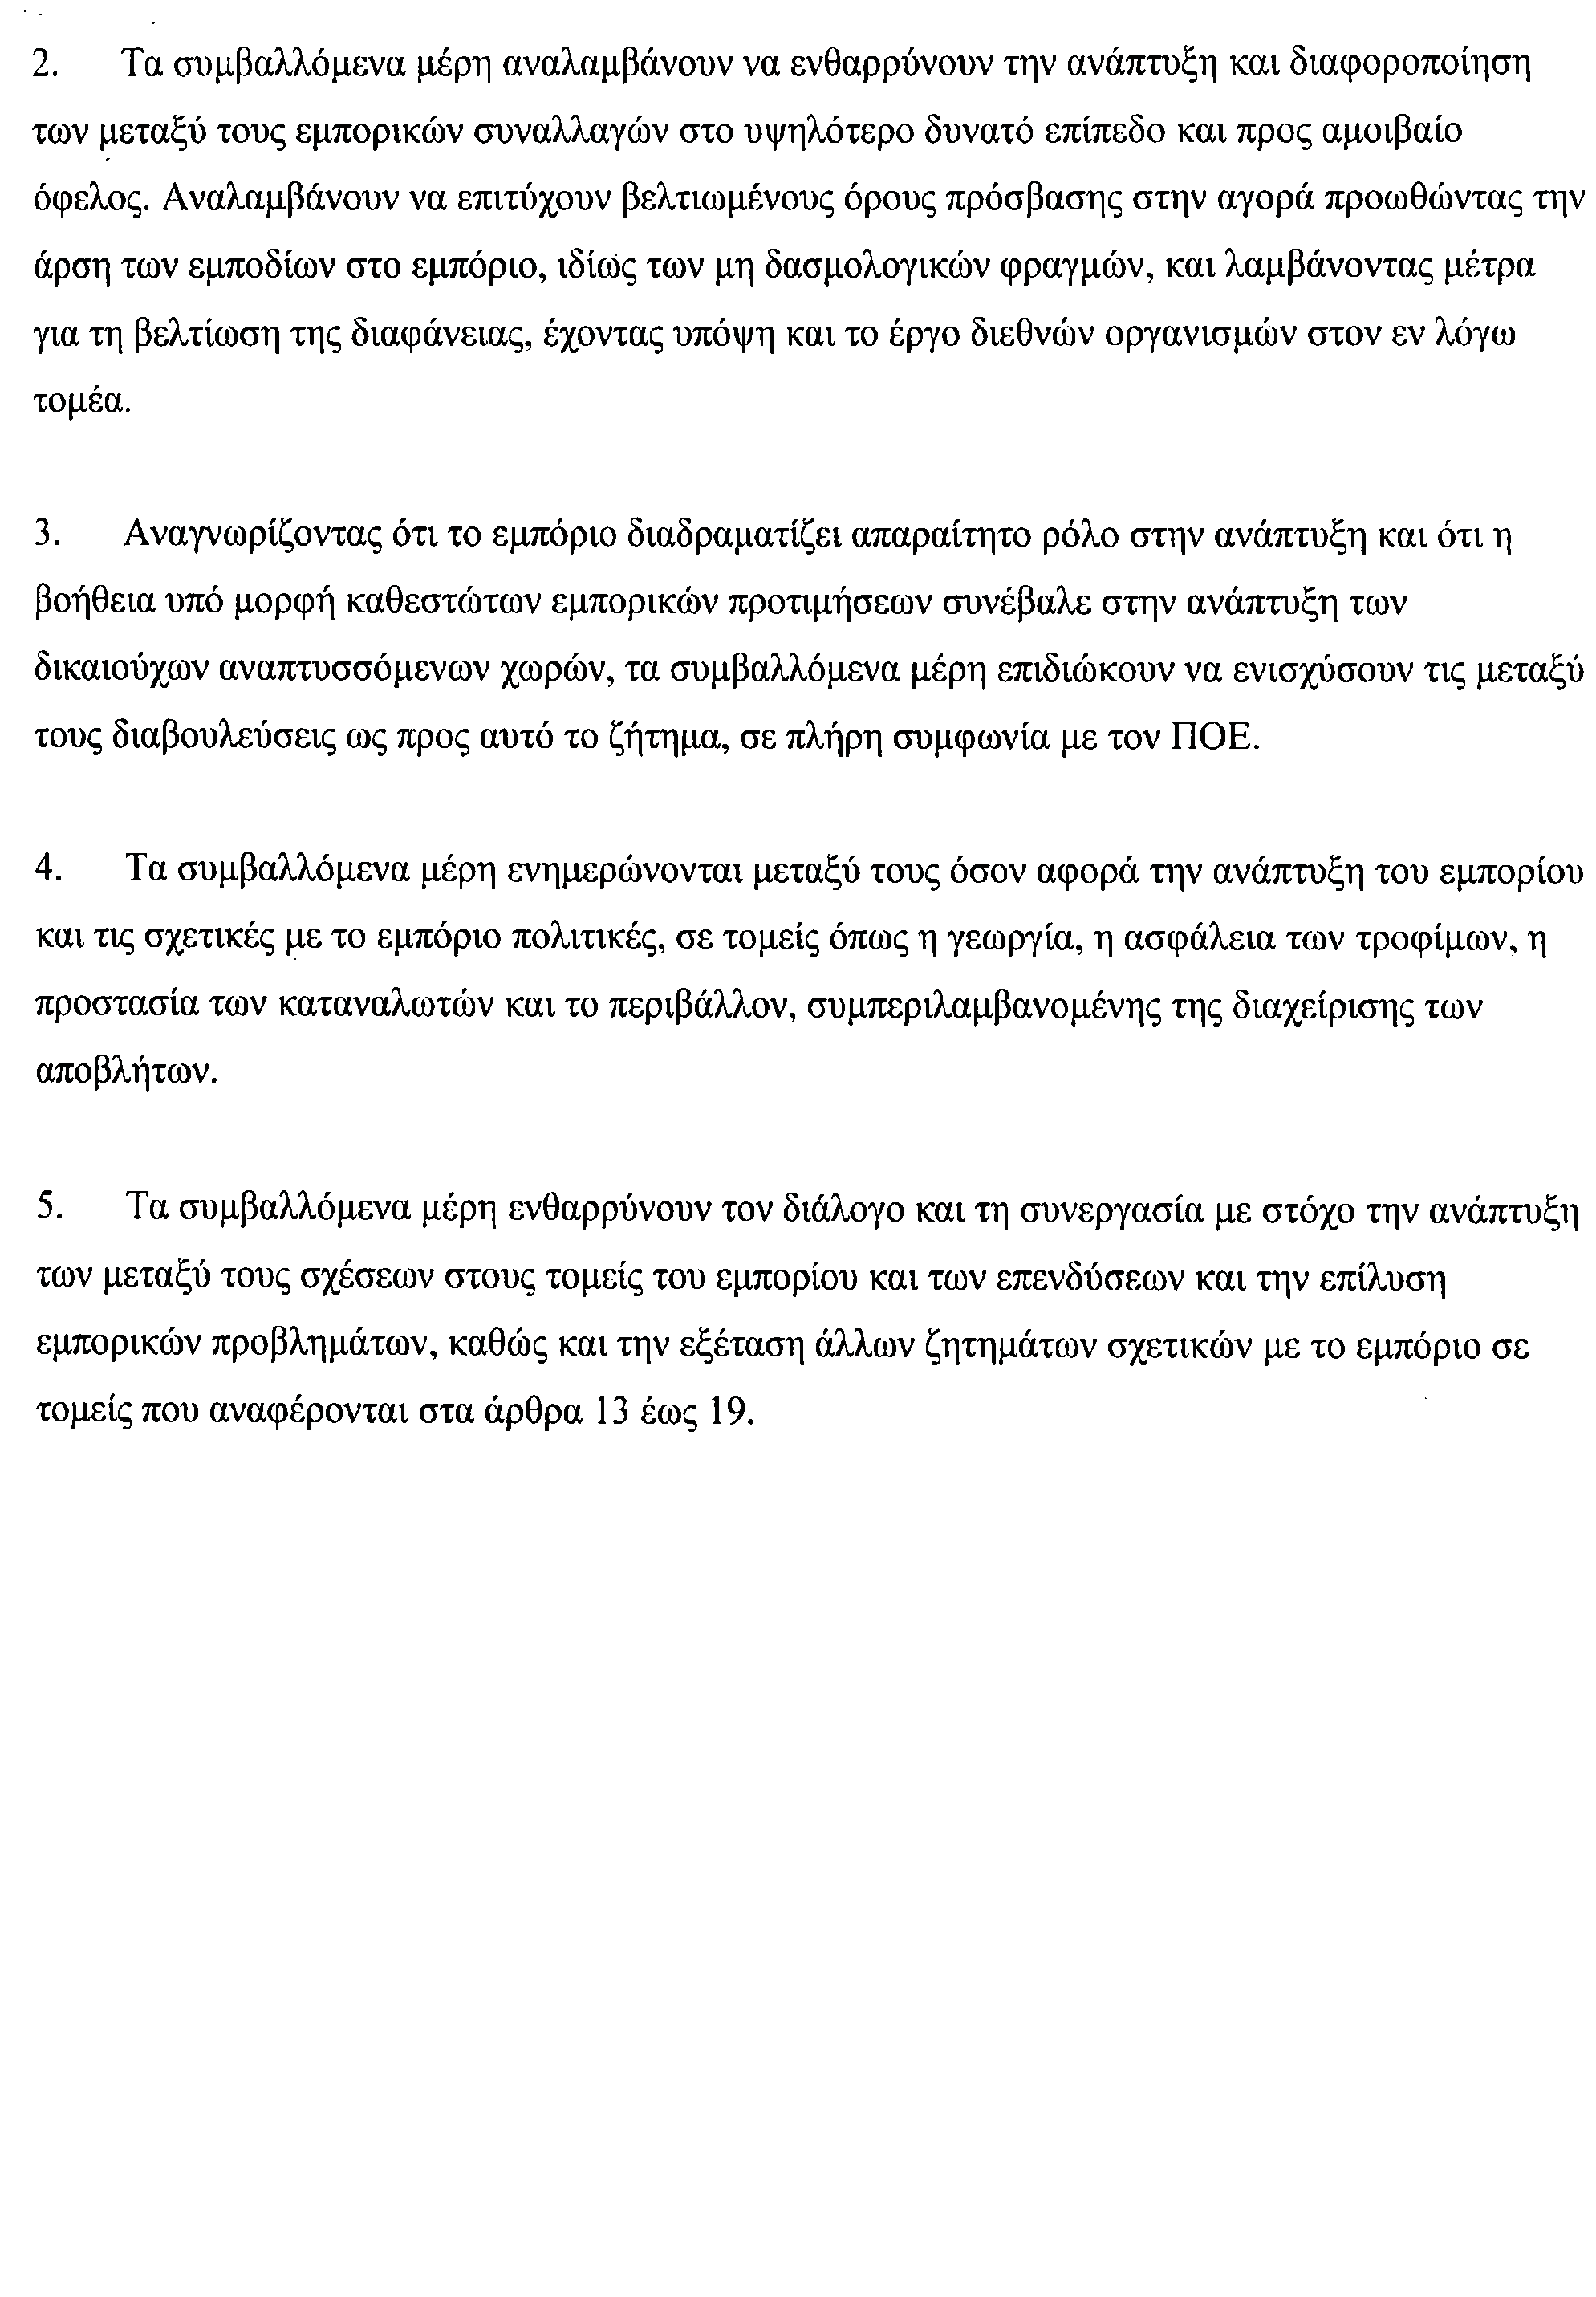 2. Τα συμβαλλόμενα μέρη αναλαμβάνουν να ενθαρρύνουν την ανάπτυξη και διαφοροποίηση
των μεταξύ τους εμπορικών συναλλαγών στο υψηλότερο δυνατό επίπεδο και προς αμοιβαίο
όφελος. Αναλαμβάνουν να επιτύχουν βελτιωμένους όρους πρόσβασης στην αγορά προωθώντας την
άρση των εμποδίων στο εμπόριο, ιδίως των μη δασμολογικών φραγμών, και λαμβάνοντας μέτρα
για τη βελτίωση της διαφάνειας, έχοντας υπόψη και το έργο διεθνών οργανισμών στον εν λόγω
τομέα.
3. Αναγνωρίζοντας ότι το εμπόριο διαδραματίζει απαραίτητο ρόλο στην ανάπτυξη και ότι η
βοήθεια υπό μορφή καθεστώτων εμπορικών προτιμήσεων συνέβαλε στην ανάπτυξη των
δικαιούχων αναπτυσσόμενων χωρών, τα συμβαλλόμενα μέρη επιδιώκουν να ενισχύσουν τις μεταξύ
τους διαβουλεύσεις ως προς αυτό το ζήτημα, σε πλήρη συμφωνία με τον ΠΟΕ.
4. Τα συμβαλλόμενα μέρη ενημερώνονται μεταξύ τους όσον αφορά την ανάπτυξη του εμπορίου
και τις σχετικές με το εμπόριο πολιτικές, σε τομείς όπως η γεωργία, η ασφάλεια των τροφίμων, η
προστασία των καταναλωτών και το περιβάλλον, συμπεριλαμβανομένης της διαχείρισης των
αποβλήτων.
5. Τα συμβαλλόμενα μέρη ενθαρρύνουν τον διάλογο και τη συνεργασία με στόχο την ανάπτυξη
των μεταξύ τους σχέσεων στους τομείς του εμπορίου και των επενδύσεων και την επίλυση
εμπορικών προβλημάτων, καθώς και την εξέταση άλλων ζητημάτων σχετικών με το εμπόριο σε
τομείς που αναφέρονται στα άρθρα 13 έως 19.